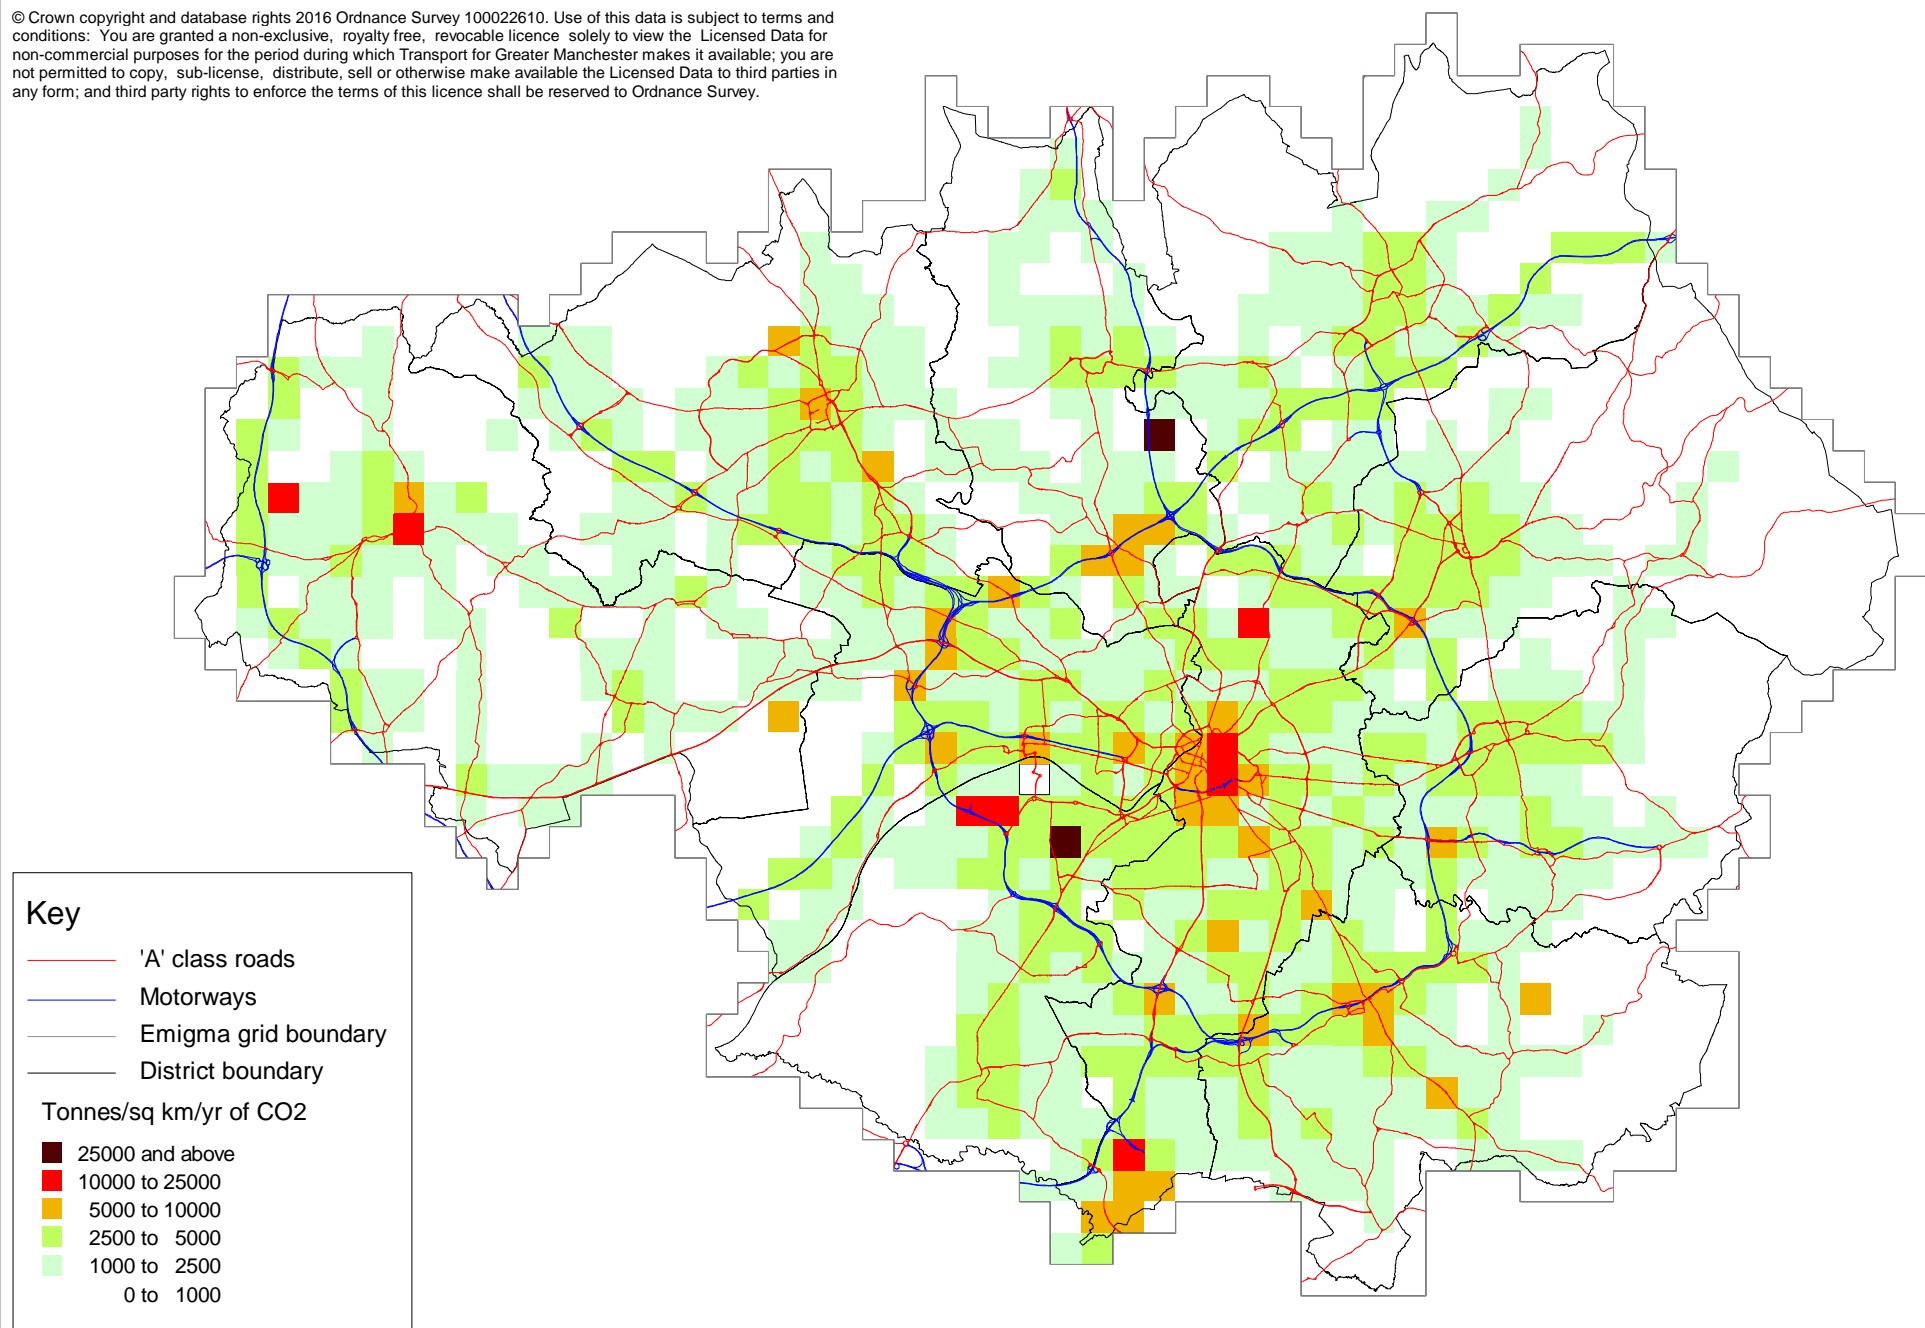 © Crown copyright and database rights 2016 Ordnance Survey 100022610. Use of this data is subject to terms and
conditions: You are granted a non-exclusive, royalty free, revocable licence solely to view the Licensed Data for
non-commercial purposes for the period during which Transport for Greater Manchester makes it available; you are
not permitted to copy, sub-license, distribute, sell or otherwise make available the Licensed Data to third parties in
any form; and third party rights to enforce the terms of this licence shall be reserved to Ordnance Survey.
Key
'A' class roads
Motorways
Emigma grid boundary
District boundary
Tonnes/sq km/yr of CO2
25000 and above
10000 to 25000
5000 to 10000
2500 to 5000
1000 to 2500
0 to 1000